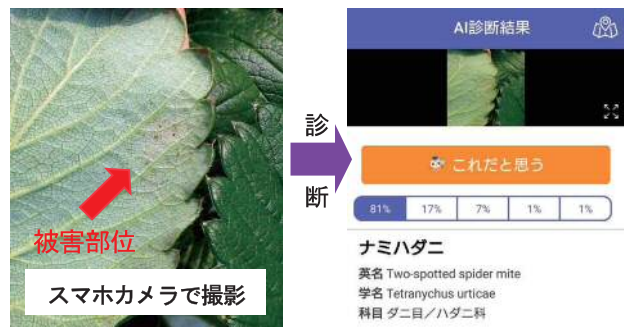 被害部位
スマホカメラで撮影
診断
AI診断結果
これだと思う
81% 17% 7% 1% 1%
ナミハダニ
英名 Two-spotted spider mite
学名 Tetranychus urticae
科目 ダニ目／ハダニ科